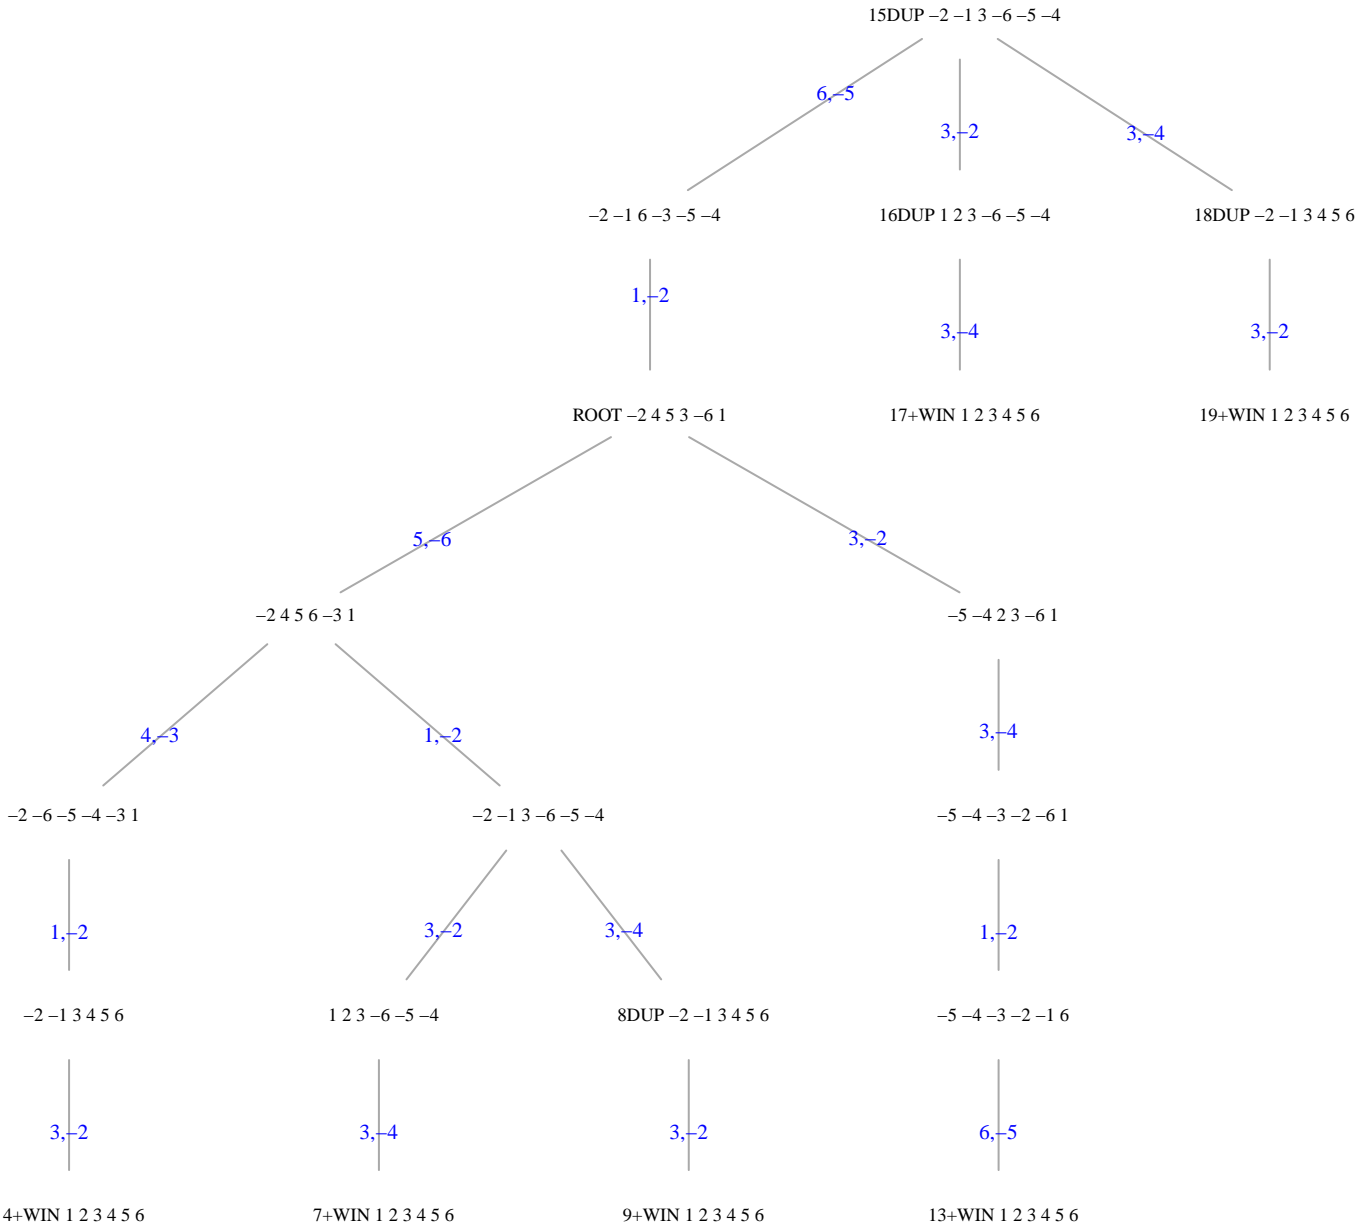 15DUP –2 –1 3 –6 –5 –4
6,–5
3,–2
3,–4
–2 –1 6 –3 –5 –4
16DUP 1 2 3 –6 –5 –4
18DUP –2 –1 3 4 5 6
1,–2
3,–4
3,–2
ROOT –2 4 5 3 –6 1
17+WIN 1 2 3 4 5 6
19+WIN 1 2 3 4 5 6
5,–6
3,–2
–2 4 5 6 –3 1
–5 –4 2 3 –6 1
4,–3
1,–2
3,–4
–2 –6 –5 –4 –3 1
–2 –1 3 –6 –5 –4
–5 –4 –3 –2 –6 1
1,–2
3,–2
3,–4
1,–2
–2 –1 3 4 5 6
1 2 3 –6 –5 –4
8DUP –2 –1 3 4 5 6
–5 –4 –3 –2 –1 6
3,–2
3,–4
3,–2
6,–5
4+WIN 1 2 3 4 5 6
7+WIN 1 2 3 4 5 6
9+WIN 1 2 3 4 5 6
13+WIN 1 2 3 4 5 6